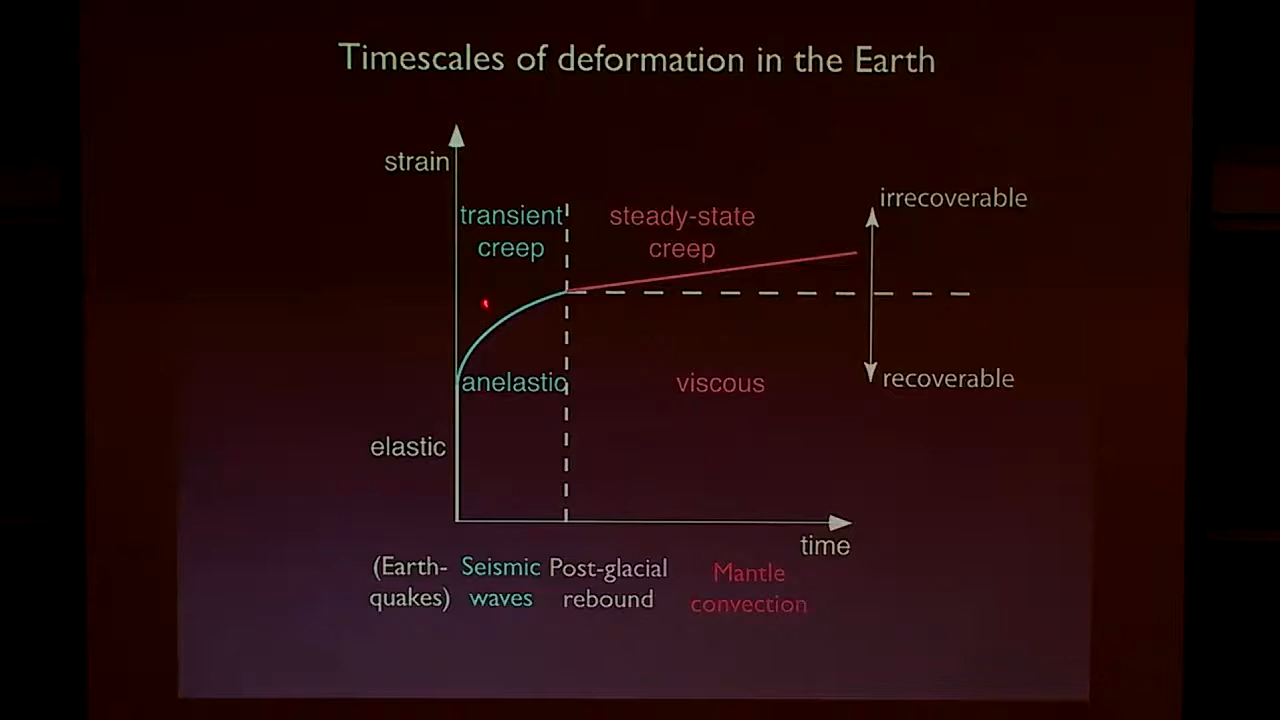 Timescales of deformation in the Earth
strain
irrecoverable
transient
creep
steady-state
creep
anelastic
viscous
recoverable
elastic
time
(Earth-
quakes)
Seismic
waves
Post-glacial
rebound
Mantle
convection